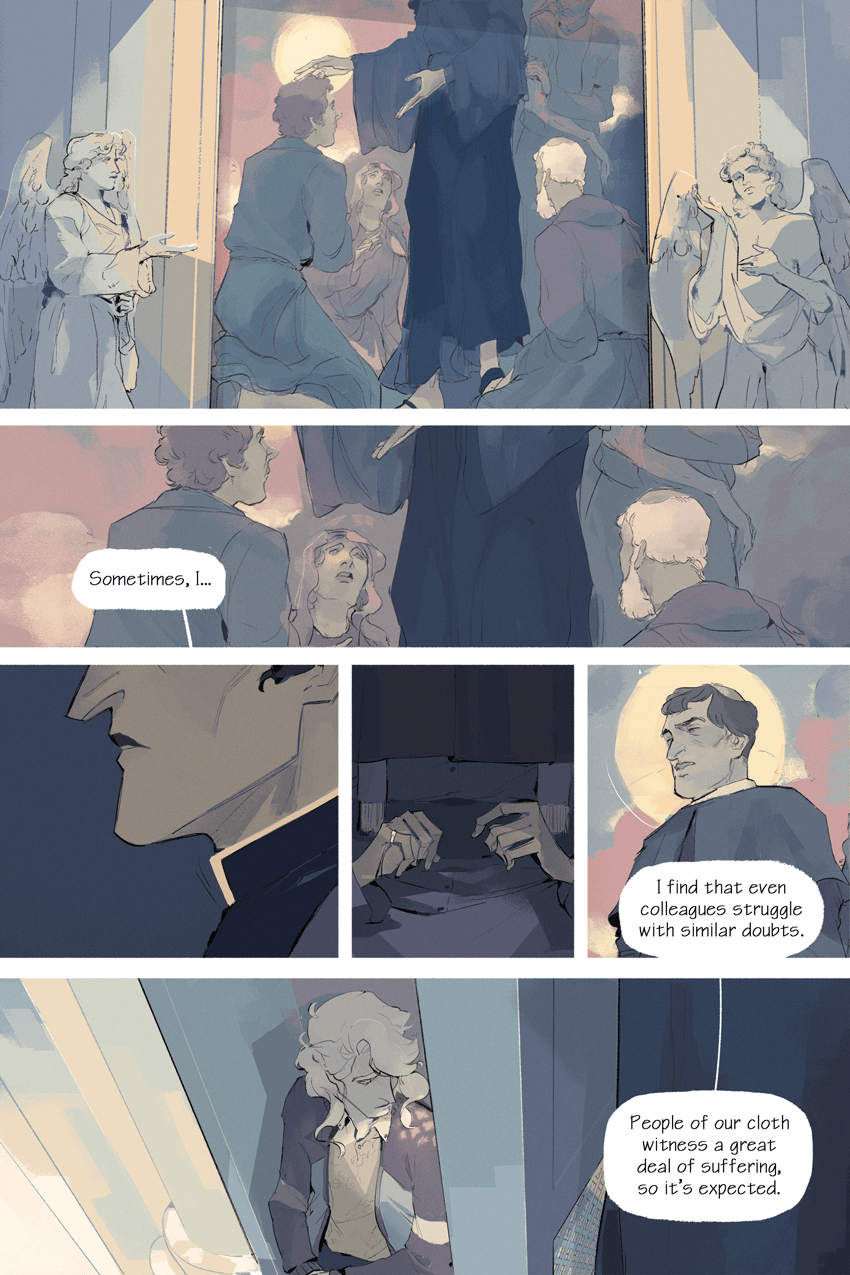 Sometimes, I...
I find that even
colleagues struggle
with similar doubts.
People of our cloth
witness a great
deal of suffering,
so it's expected.